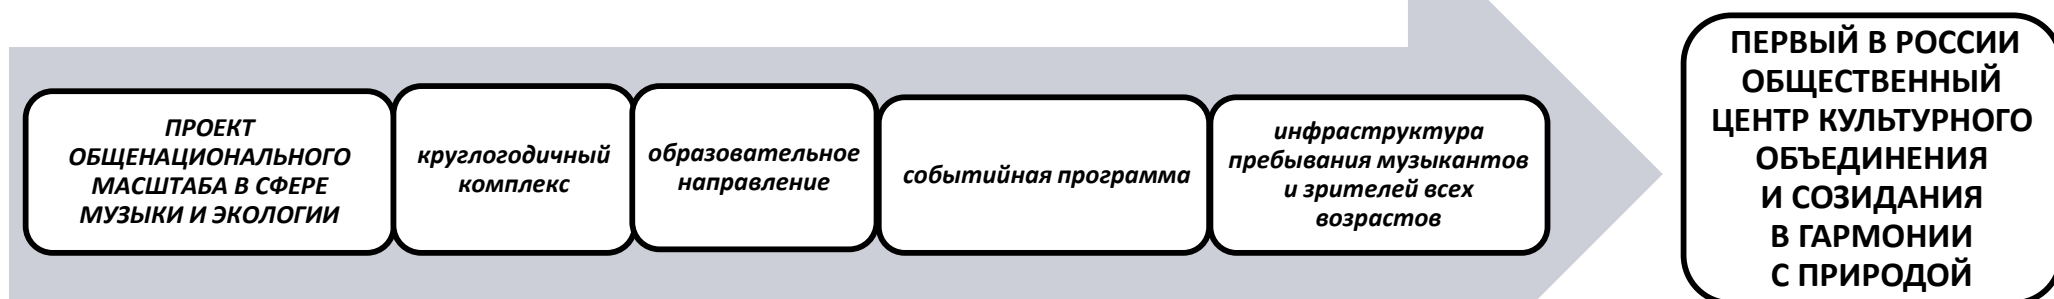 ПРОЕКТ
ОБЩЕНАЦИОНАЛЬНОГО
МАСШТАБА В СФЕРЕ
МУЗЫКИ И ЭКОЛОГИИ
круглогодичный
комплекс
образовательное
направление
событийная программа
инфраструктура
пребывания музыкантов
и зрителей всех
возрастов
ПЕРВЫЙ В РОССИИ
ОБЩЕСТВЕННЫЙ
ЦЕНТР КУЛЬТУРНОГО
ОБЪЕДИНЕНИЯ
И СОЗИДАНИЯ
В ГАРМОНИИ
С ПРИРОДОЙ